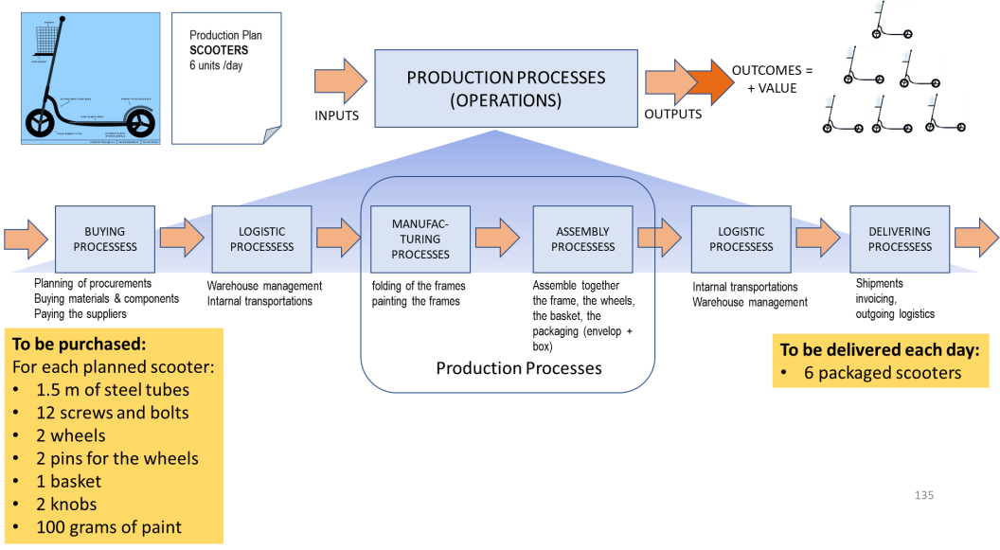 Production Plan
SCOOTERS
6 units /day
INPUTS
PRODUCTION PROCESSES
(OPERATIONS)
OUTPUTS
OUTCOMES =
+ VALUE
BUYING
PROCESSESS
LOGISTIC
PROCESSESS
MANUFAC-
TURING
PROCESSES
ASSEMBLY
PROCESSESS
LOGISTIC
PROCESSESS
DELIVERING
PROCESSESS
Planning of procurements
Buying materials & components
Paying the suppliers
Warehouse management
Intarnal transportations
folding of the frames
painting the frames
Assemble together
the frame, the wheels,
the basket, the
packaging (envelop +
box)
Intarnal transportations
Warehouse management
Shipments
invoicing,
outgoing logistics
Production Processes
To be purchased:
For each planned scooter:
• 1.5 m of steel tubes
• 12 screws and bolts
• 2 wheels
• 2 pins for the wheels
• 1 basket
• 2 knobs
• 100 grams of paint
To be delivered each day:
• 6 packaged scooters
135